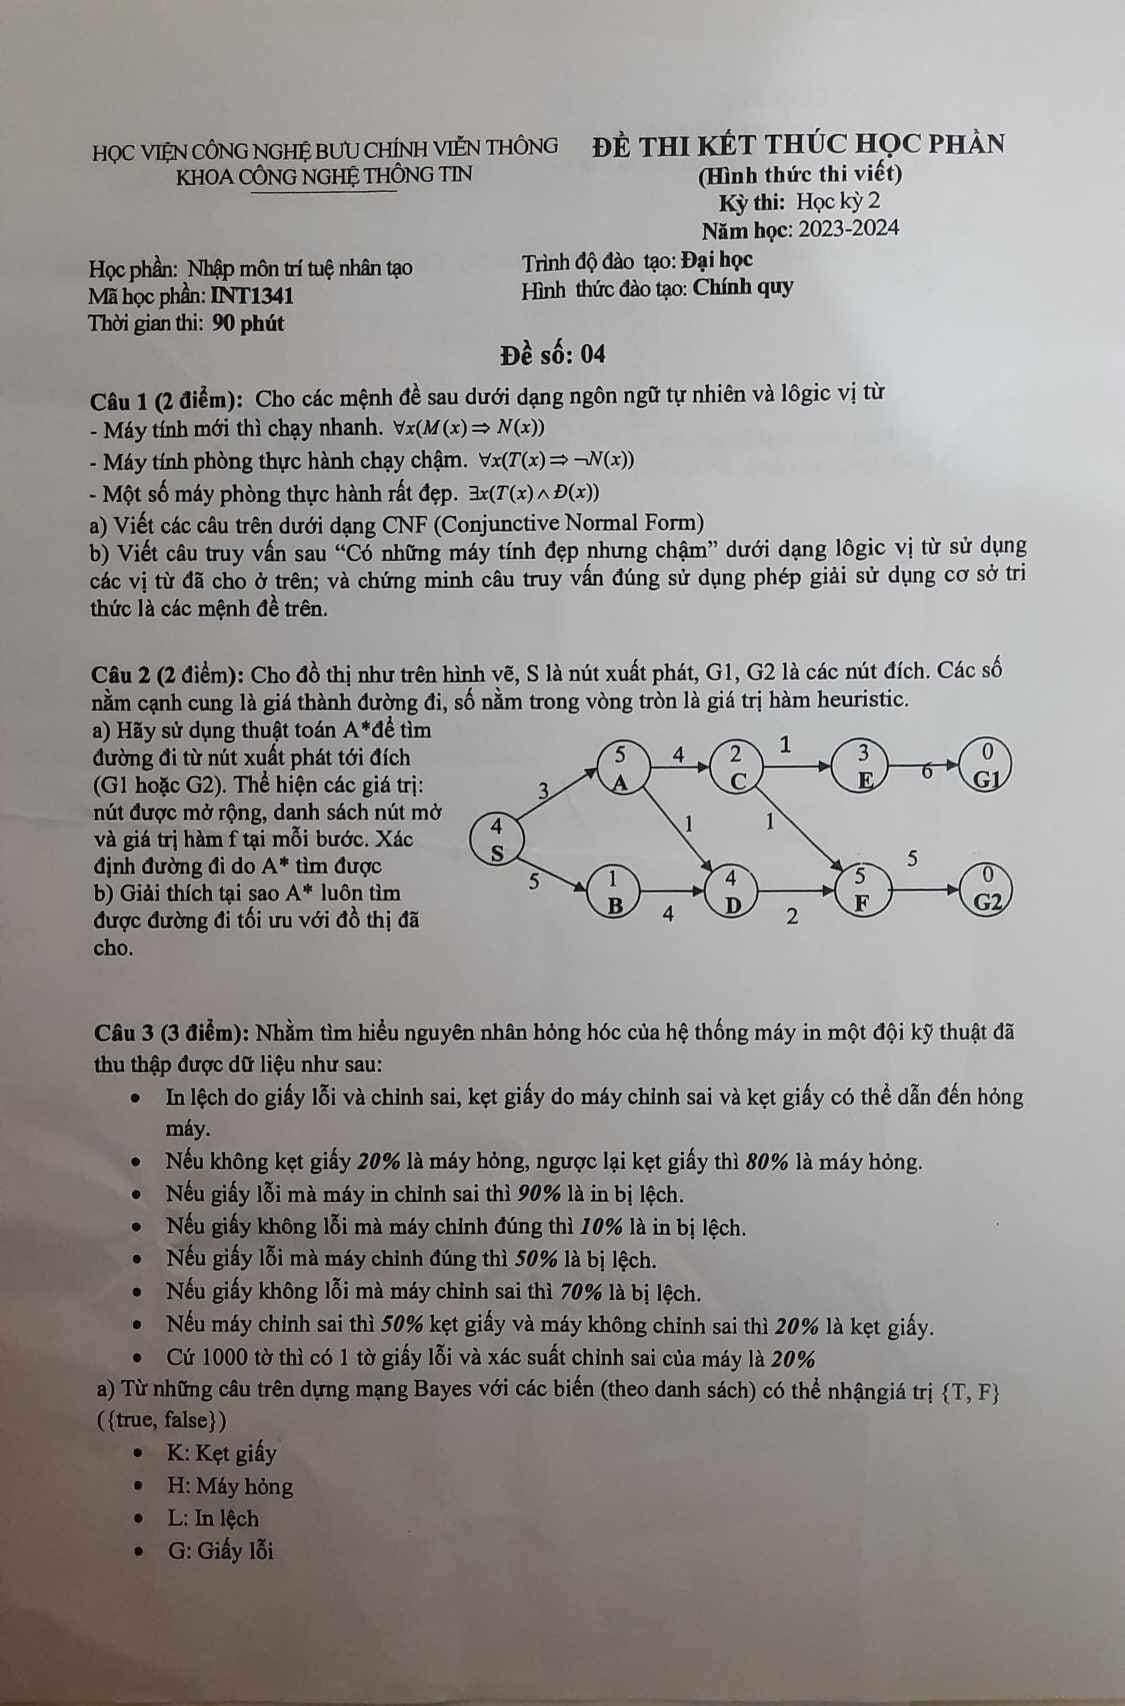 HỌC VIỆN CÔNG NGHỆ BƯU CHÍNH VIỄN THÔNG
KHOA CÔNG NGHỆ THÔNG TIN
ĐỀ THI KẾT THÚC HỌC PHẦN
(Hình thức thi viết)
Kỳ thi: Học kỳ 2
Năm học: 2023-2024
Học phần: Nhập môn trí tuệ nhân tạo
Mã học phần: INT1341
Thời gian thi: 90 phút
Trình độ đào tạo: Đại học
Hình thức đào tạo: Chính quy
Đề số: 04
Câu 1 (2 điểm): Cho các mệnh đề sau dưới dạng ngôn ngữ tự nhiên và lôgic vị từ
- Máy tính mới thì chạy nhanh. ∀x(M(x)⇒ N(x))
- Máy tính phòng thực hành chạy chậm. ∀x(T(x)⇒¬N(x))
- Một số máy phòng thực hành rất đẹp. ∃x(T(x)∧Đ(x))
a) Viết các câu trên dưới dạng CNF (Conjunctive Normal Form)
b) Viết câu truy vấn sau “Có những máy tính đẹp nhưng chậm” dưới dạng lôgic vị từ sử dụng
các vị từ đã cho ở trên; và chứng minh câu truy vấn đúng sử dụng phép giải sử dụng cơ sở tri
thức là các mệnh đề trên.
Câu 2 (2 điểm): Cho đồ thị như trên hình vẽ, S là nút xuất phát, G1, G2 là các nút đích. Các số
nằm cạnh cung là giá thành đường đi, số nằm trong vòng tròn là giá trị hàm heuristic.
a) Hãy sử dụng thuật toán A*để tìm
đường đi từ nút xuất phát tới đích
(G1 hoặc G2). Thể hiện các giá trị:
nút được mở rộng, danh sách nút mở
và giá trị hàm f tại mỗi bước. Xác
định đường đi do A* tìm được
b) Giải thích tại sao A* luôn tìm
được đường đi tối ưu với đồ thị đã
cho.
5 4 2 1 3 0
A C E 6 G1
3
4 1 1
S
5 1 4 5 5 0
B D F G2
4 2
Câu 3 (3 điểm): Nhằm tìm hiểu nguyên nhân hỏng hóc của hệ thống máy in một đội kỹ thuật đã
thu thập được dữ liệu như sau:
• In lệch do giấy lỗi và chỉnh sai, kẹt giấy do máy chỉnh sai và kẹt giấy có thể dẫn đến hỏng
máy.
• Nếu không kẹt giấy 20% là máy hỏng, ngược lại kẹt giấy thì 80% là máy hỏng.
• Nếu giấy lỗi mà máy in chỉnh sai thì 90% là in bị lệch.
• Nếu giấy không lỗi mà máy chỉnh đúng thì 10% là in bị lệch.
• Nếu giấy lỗi mà máy chỉnh đúng thì 50% là bị lệch.
• Nếu giấy không lỗi mà máy chỉnh sai thì 70% là bị lệch.
• Nếu máy chỉnh sai thì 50% kẹt giấy và máy không chỉnh sai thì 20% là kẹt giấy.
• Cứ 1000 tờ thì có 1 tờ giấy lỗi và xác suất chỉnh sai của máy là 20%
a) Từ những câu trên dựng mạng Bayes với các biến (theo danh sách) có thể nhậngiá trị {T, F}
({true, false})
• K: Kẹt giấy
• H: Máy hỏng
• L: In lệch
• G: Giấy lỗi